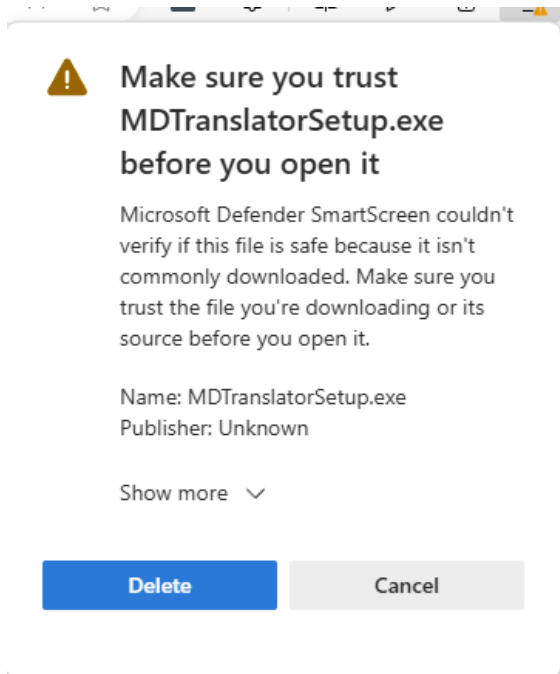 Make sure you trust
MDTranslatorSetup.exe
before you open it
Microsoft Defender SmartScreen couldn't
verify if this file is safe because it isn't
commonly downloaded. Make sure you
trust the file you're downloading or its
source before you open it.
Name: MDTranslatorSetup.exe
Publisher: Unknown
Show more
Delete
Cancel